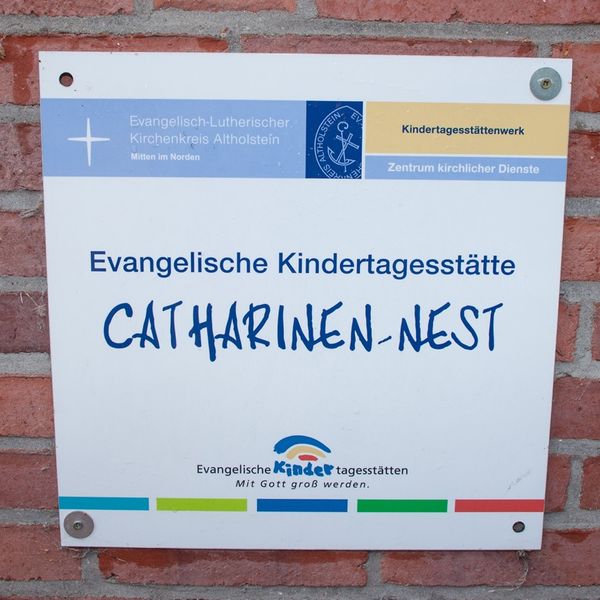 Evangelisch-Lutherischer
Kirchenkreis Altholstein
Mitten im Norden
Kindertagesstättenwerk
Zentrum kirchlicher Dienste
Evangelische Kindertagesstätte
CATHARINEN-NEST
Evangelische Kinder tagesstätten
Mit Gott groß werden.